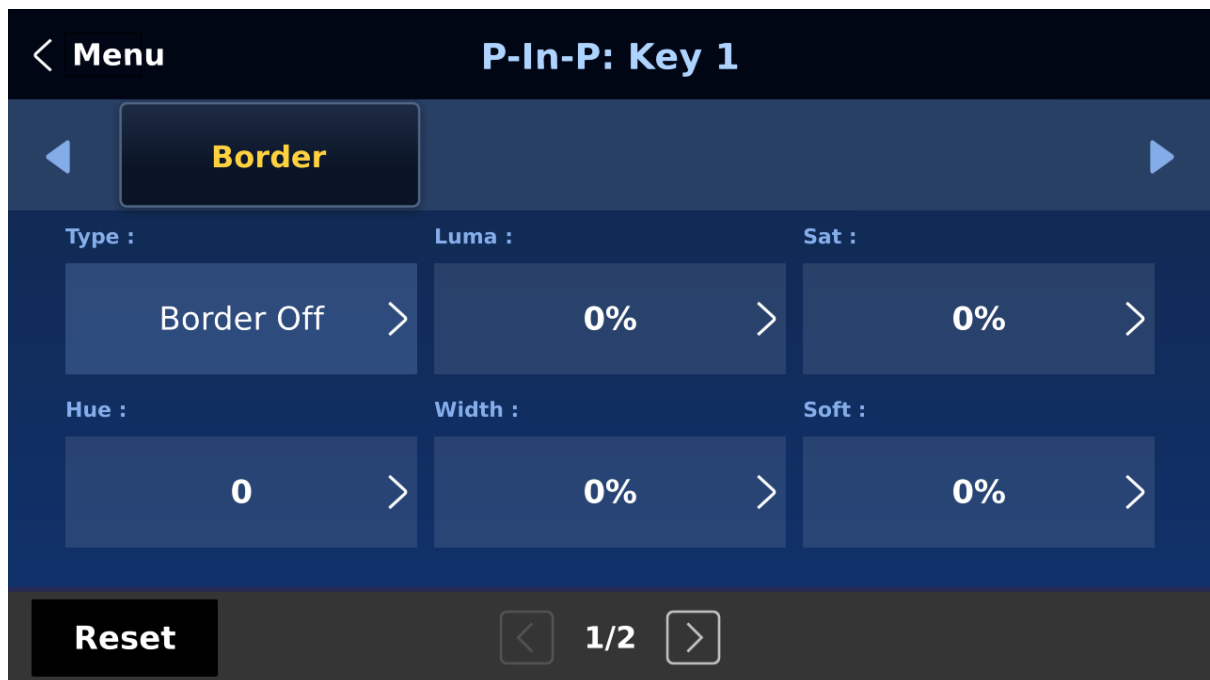 Menu
P-In-P: Key 1
Border
Type :
Luma :
Sat :
Border Off
0%
0%
Hue :
Width :
Soft :
0
0%
0%
Reset
1/2